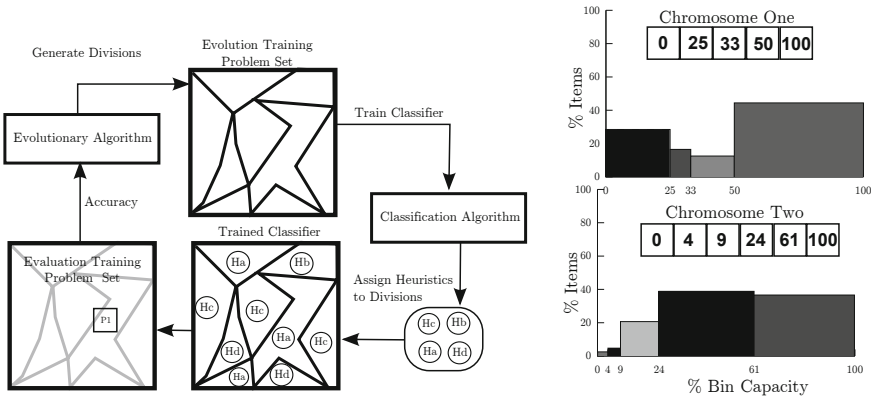 Generate Divisions
Evolution Training
Problem Set
Evolutionary Algorithm
Train Classifier
Accuracy
Classification Algorithm
Trained Classifier
Evaluation Training
Problem Set
P1
Ha
Hb
Hc
Hc
Ha
Hc
Hd
Ha
Hd
Assign Heuristics
to Divisions
Hc
Hb
Ha
Hd
Chromosome One
0 25 33 50 100
% Items
100
80
60
40
20
0
0 25 33 50 100
Chromosome Two
0 4 9 24 61 100
% Items
100
80
60
40
20
0
0 4 9 24 61 100
% Bin Capacity